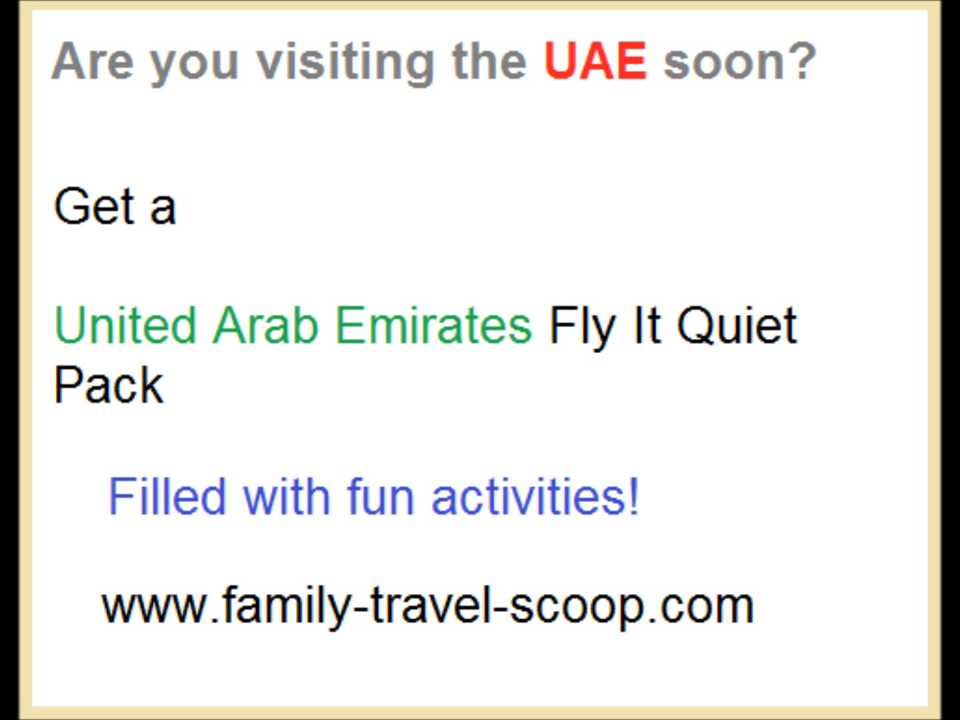 Are you visiting the UAE soon?
Get a
United Arab Emirates Fly It Quiet
Pack
Filled with fun activities!
www.family-travel-scoop.com